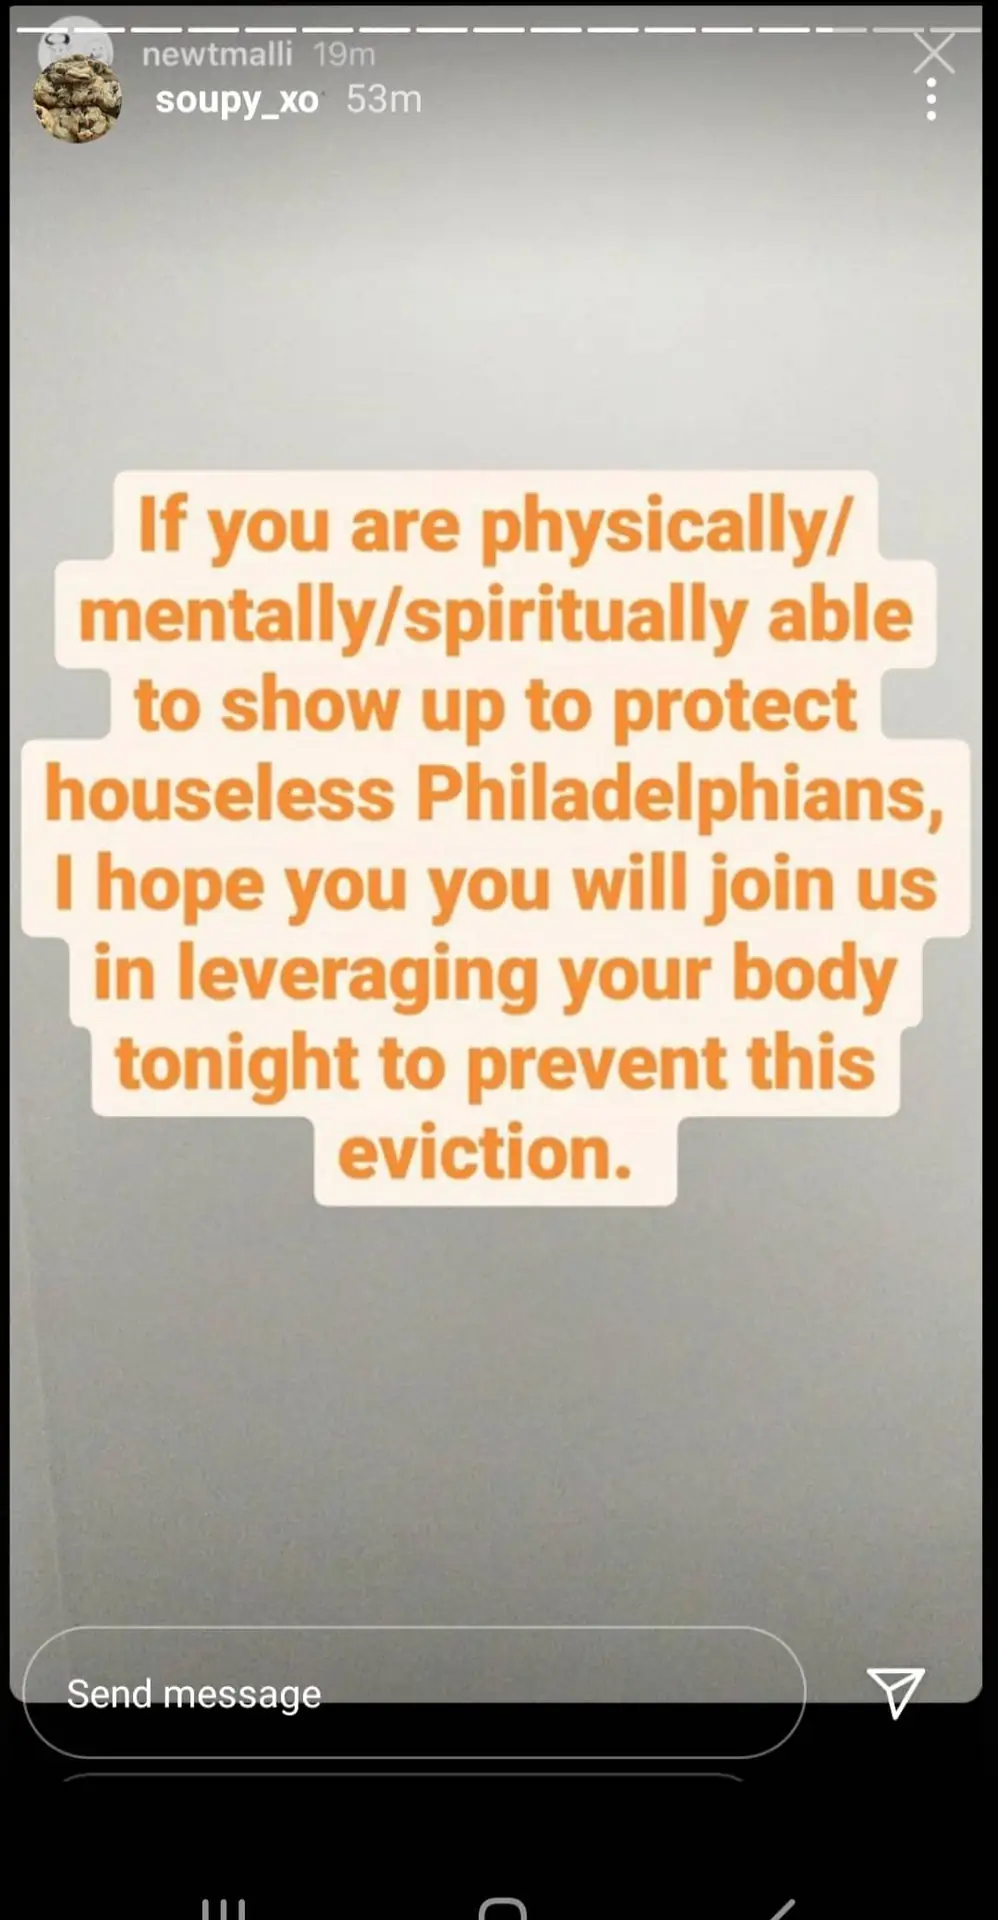 newtmalli 19m
soupy_xo 53m
If you are physically/
mentally/spiritually able
to show up to protect
houseless Philadelphians,
I hope you you will join us
in leveraging your body
tonight to prevent this
eviction.
Send message